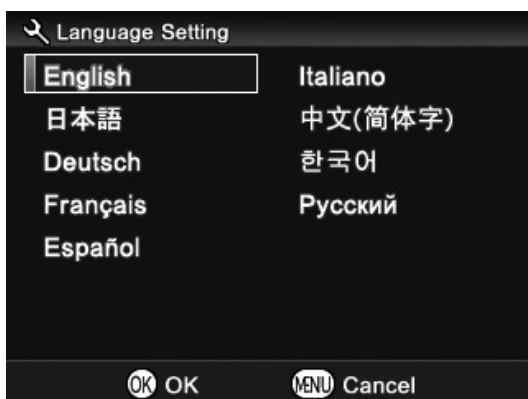 Language Setting
English
日本語
Deutsch
Français
Español
Italiano
中文(简体字)
한국어
Русский
OK OK
MENU Cancel